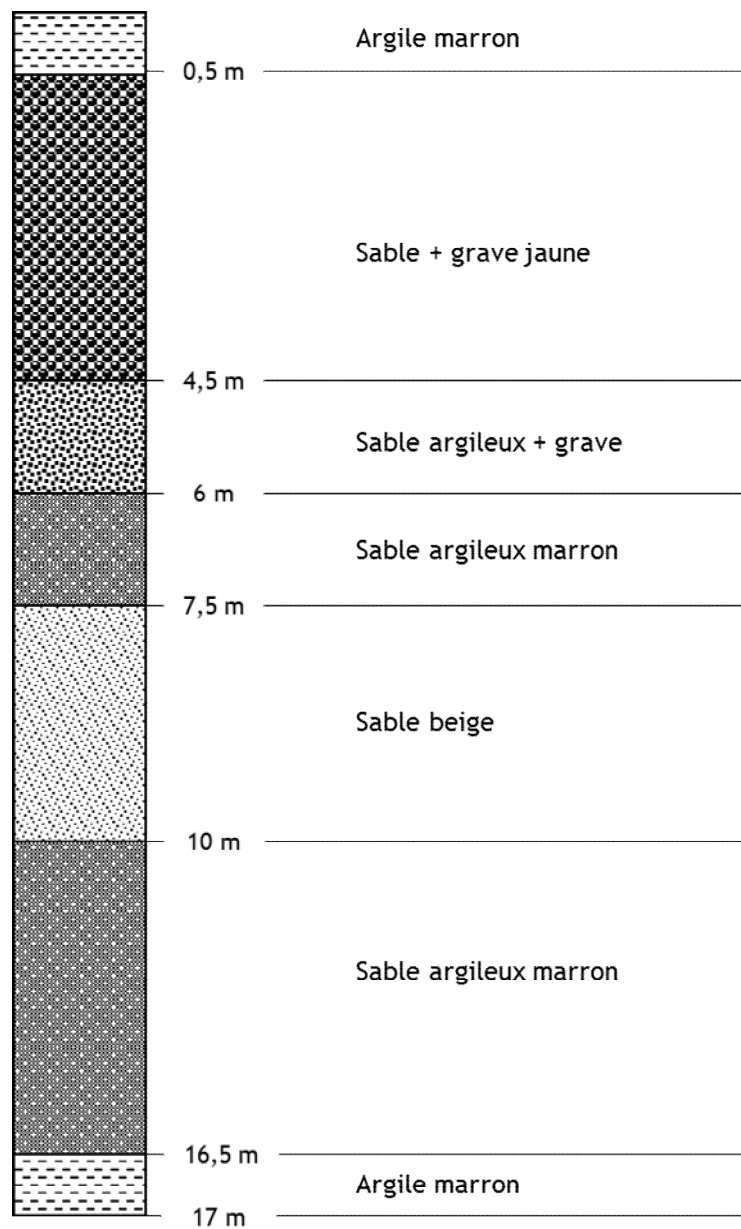 Argile marron
0,5 m
Sable + grave jaune
4,5 m
Sable argileux + grave
6 m
Sable argileux marron
7,5 m
Sable beige
10 m
Sable argileux marron
16,5 m
Argile marron
17 m